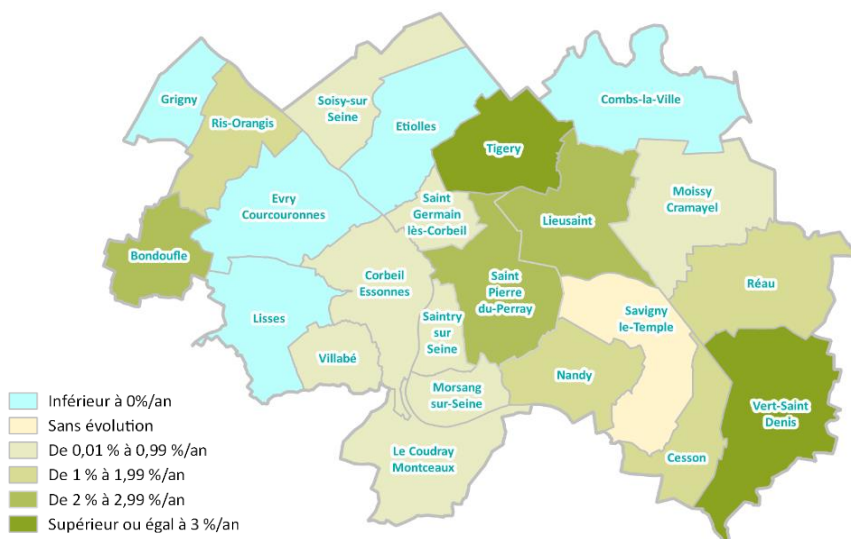 Grigny
Ris-Orangis
Soisy-sur
Seine
Etiolles
Combs-la-Ville
Tigery
Evry
Courcouronnes
Saint
Germain
lès-Corbeil
Lieusaint
Moissy
Cramayel
Bondoufle
Corbeil
Essonnes
Saint
Pierre
du-Perray
Réau
Lisses
Saintry
sur
Seine
Savigny
le-Temple
Villabé
Morsang
sur-Seine
Nandy
Vert-Saint
Denis
Le Coudray
Montceaux
Cesson
Inférieur à 0%/an
Sans évolution
De 0,01 % à 0,99 %/an
De 1 % à 1,99 %/an
De 2 % à 2,99 %/an
Supérieur ou égal à 3 %/an